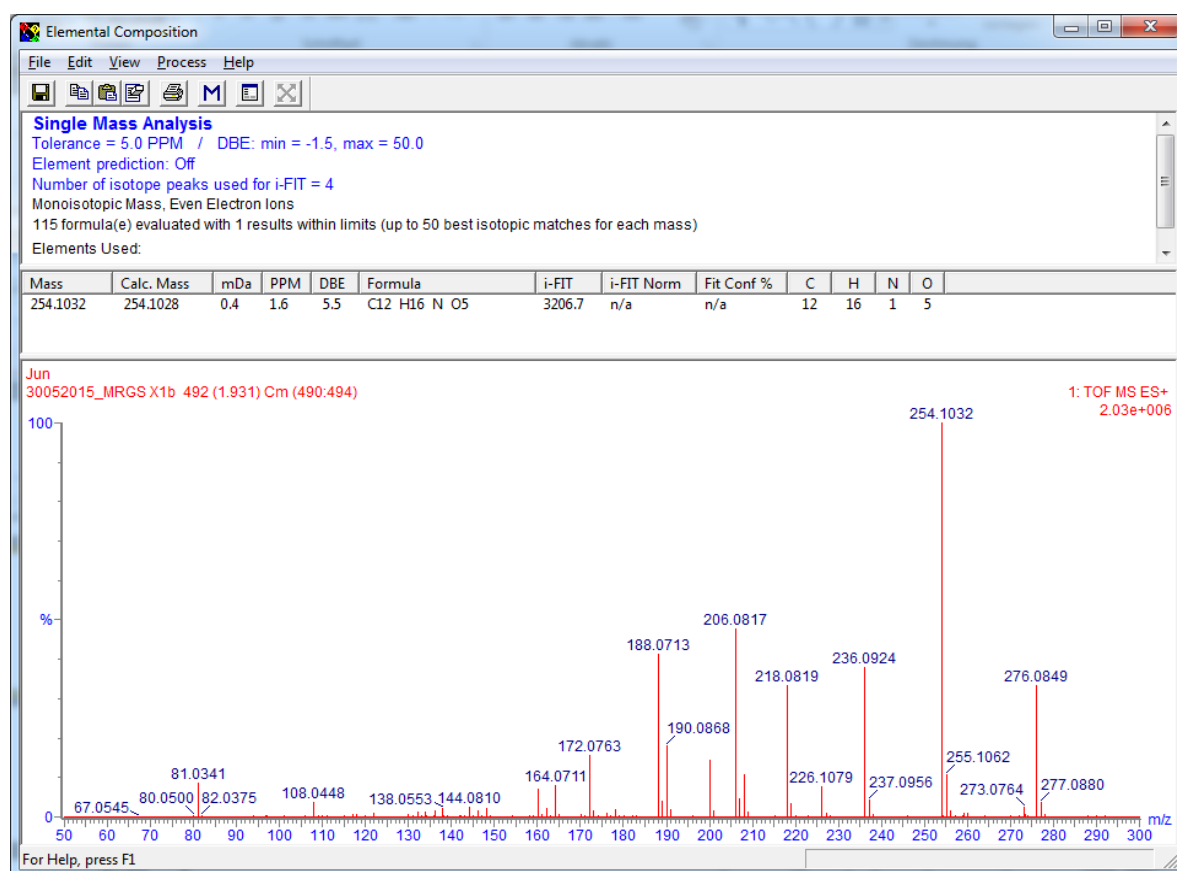 Elemental Composition
File Edit View Process Help
Single Mass Analysis
Tolerance = 5.0 PPM / DBE: min = -1.5, max = 50.0
Element prediction: Off
Number of isotope peaks used for i-FIT = 4
Monoisotopic Mass, Even Electron Ions
115 formula(e) evaluated with 1 results within limits (up to 50 best isotopic matches for each mass)
Elements Used:
Mass Calc. Mass mDa PPM DBE Formula i-FIT i-FIT Norm Fit Conf % C H N O
254.1032 254.1028 0.4 1.6 5.5 C12 H16 N O5 3206.7 n/a n/a 12 16 1 5
Jun
30052015_MRGS X1b 492 (1.931) Cm (490:494)
1: TOF MS ES+
2.03e+006
100
%
0
254.1032
206.0817
188.0713
236.0924
218.0819
276.0849
190.0868
172.0763
255.1062
81.0341
164.0711
226.1079
237.0956
273.0764
277.0880
67.0545
80.0500
82.0375
108.0448
138.0553
144.0810
50 60 70 80 90 100 110 120 130 140 150 160 170 180 190 200 210 220 230 240 250 260 270 280 290 300 m/z
For Help, press F1